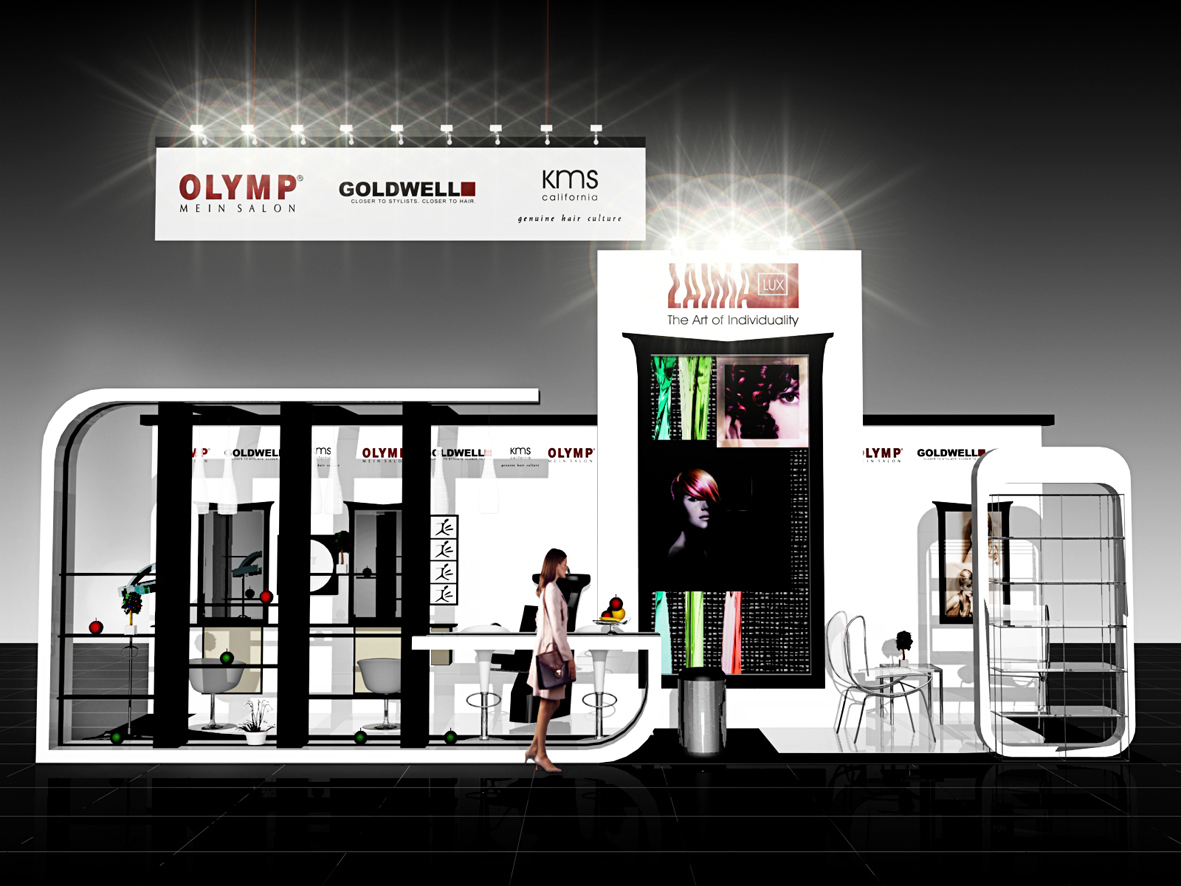 OLYMP®
MEIN SALON
GOLDWELL
CLOSER TO STYLISTS. CLOSER TO HAIR.
kms
california
genuine hair culture
LUX
The Art of Individuality
OLYMP
MEIN SALON
GOLDWELL
kms
OLYMP
MEIN SALON
GOLDWELL